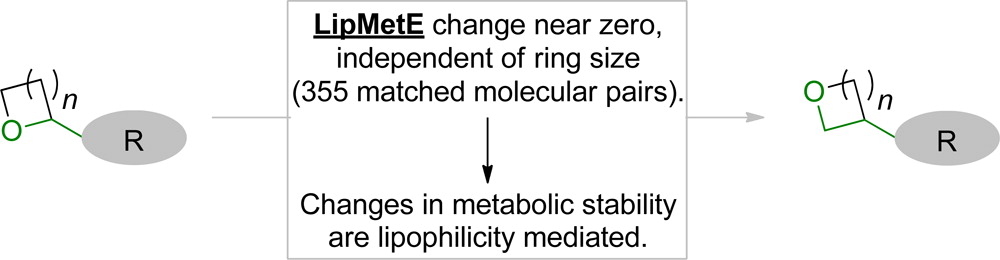 LipMetE change near zero,
independent of ring size
(355 matched molecular pairs).
Changes in metabolic stability
are lipophilicity mediated.
( )n
O
R
O
( )n
R